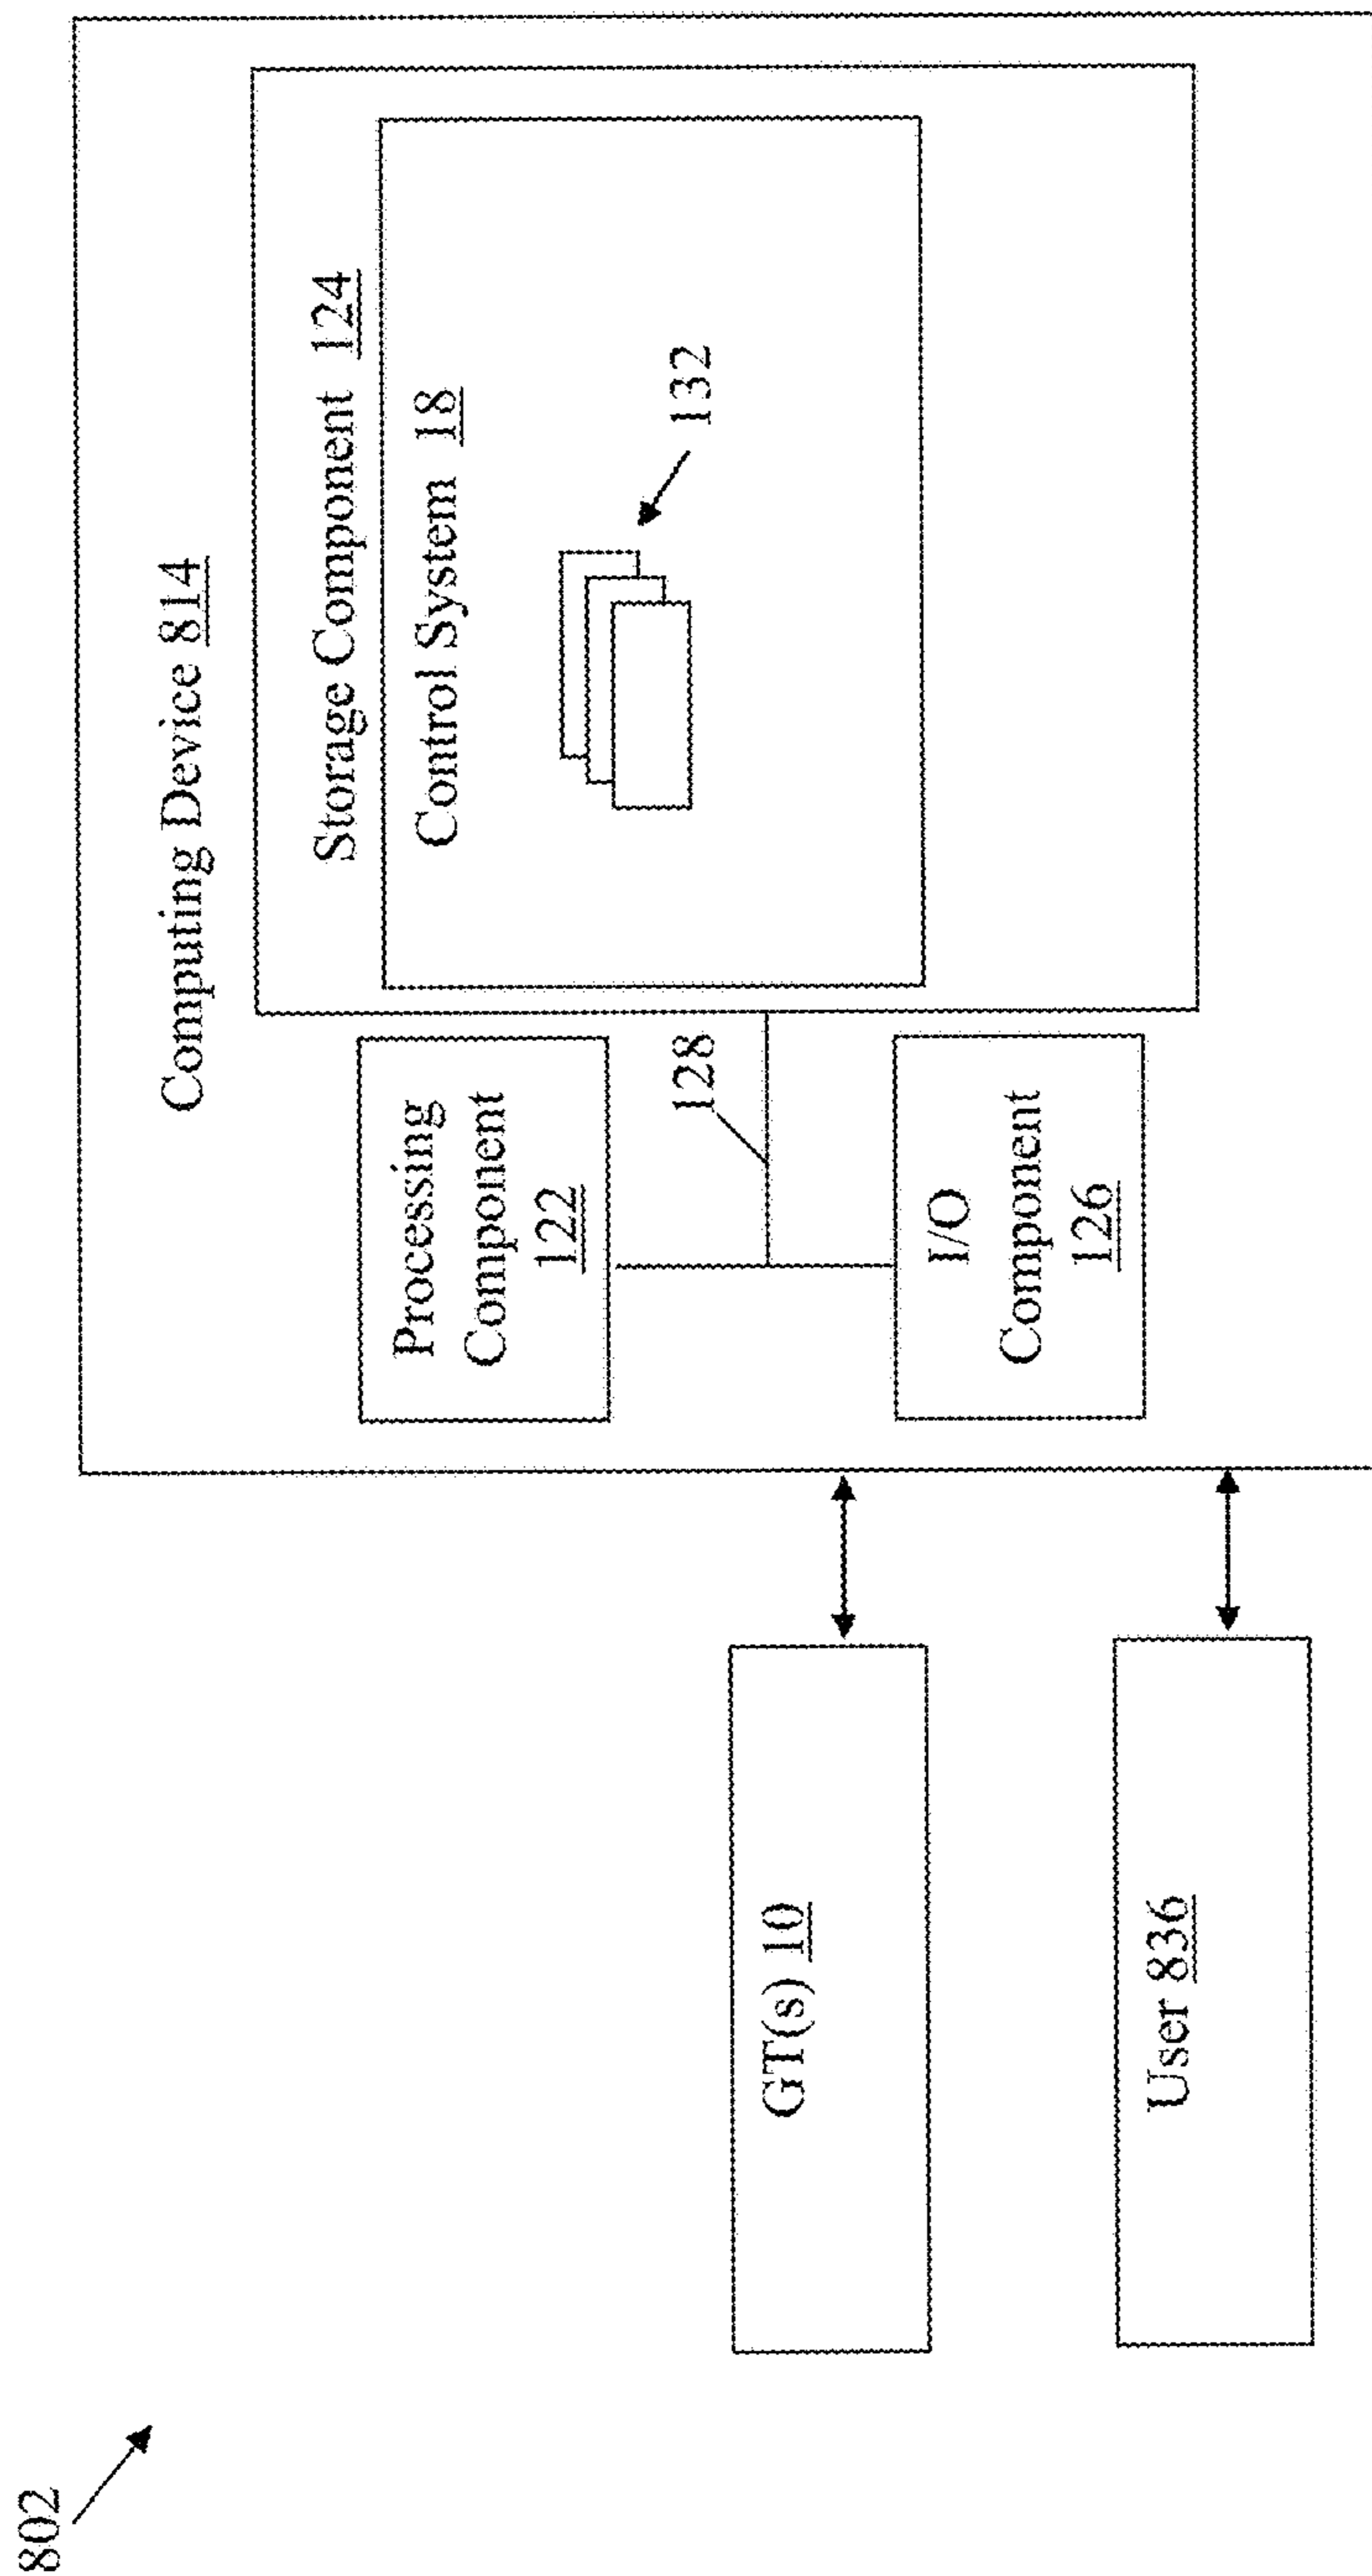 802
Computing Device 814
Storage Component 124
Control System 18
132
Processing
Component
122
128
I/O
Component
126
GT(s) 10
User 836